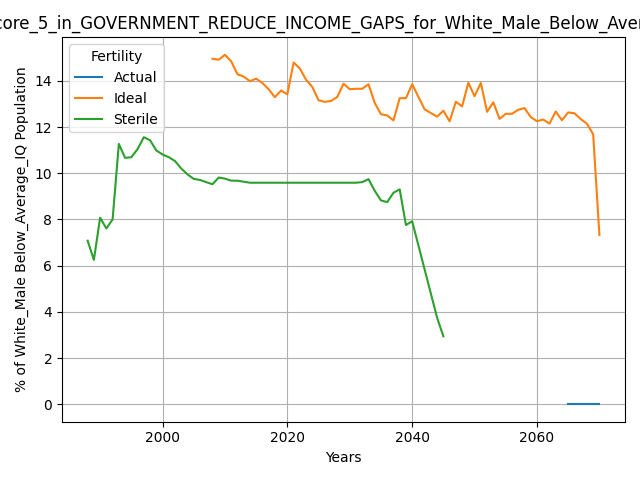 core_5_in_GOVERNMENT_REDUCE_INCOME_GAPS_for_White_Male_Below_Aver
Fertility
Actual
Ideal
Sterile
% of White_Male Below_Average_IQ Population
14
12
10
8
6
4
2
0
2000 2020 2040 2060
Years